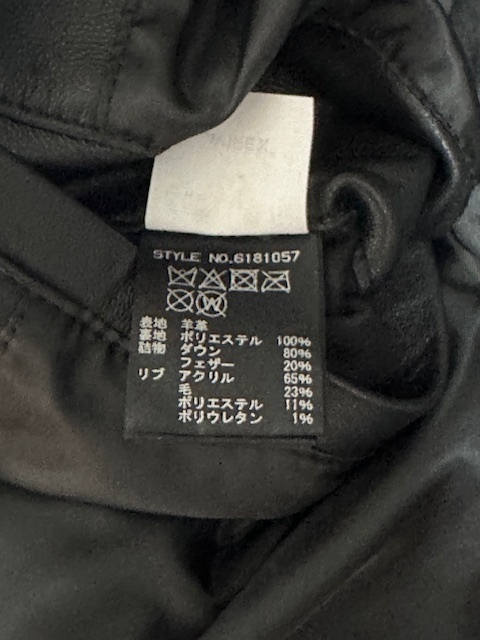 STYLE NO.6181057
W
表地 羊革
裏地 ポリエステル 100%
詰物 ダウン 80%
フェザー 20%
リブ アクリル 65%
毛 23%
ポリエステル 11%
ポリウレタン 1%